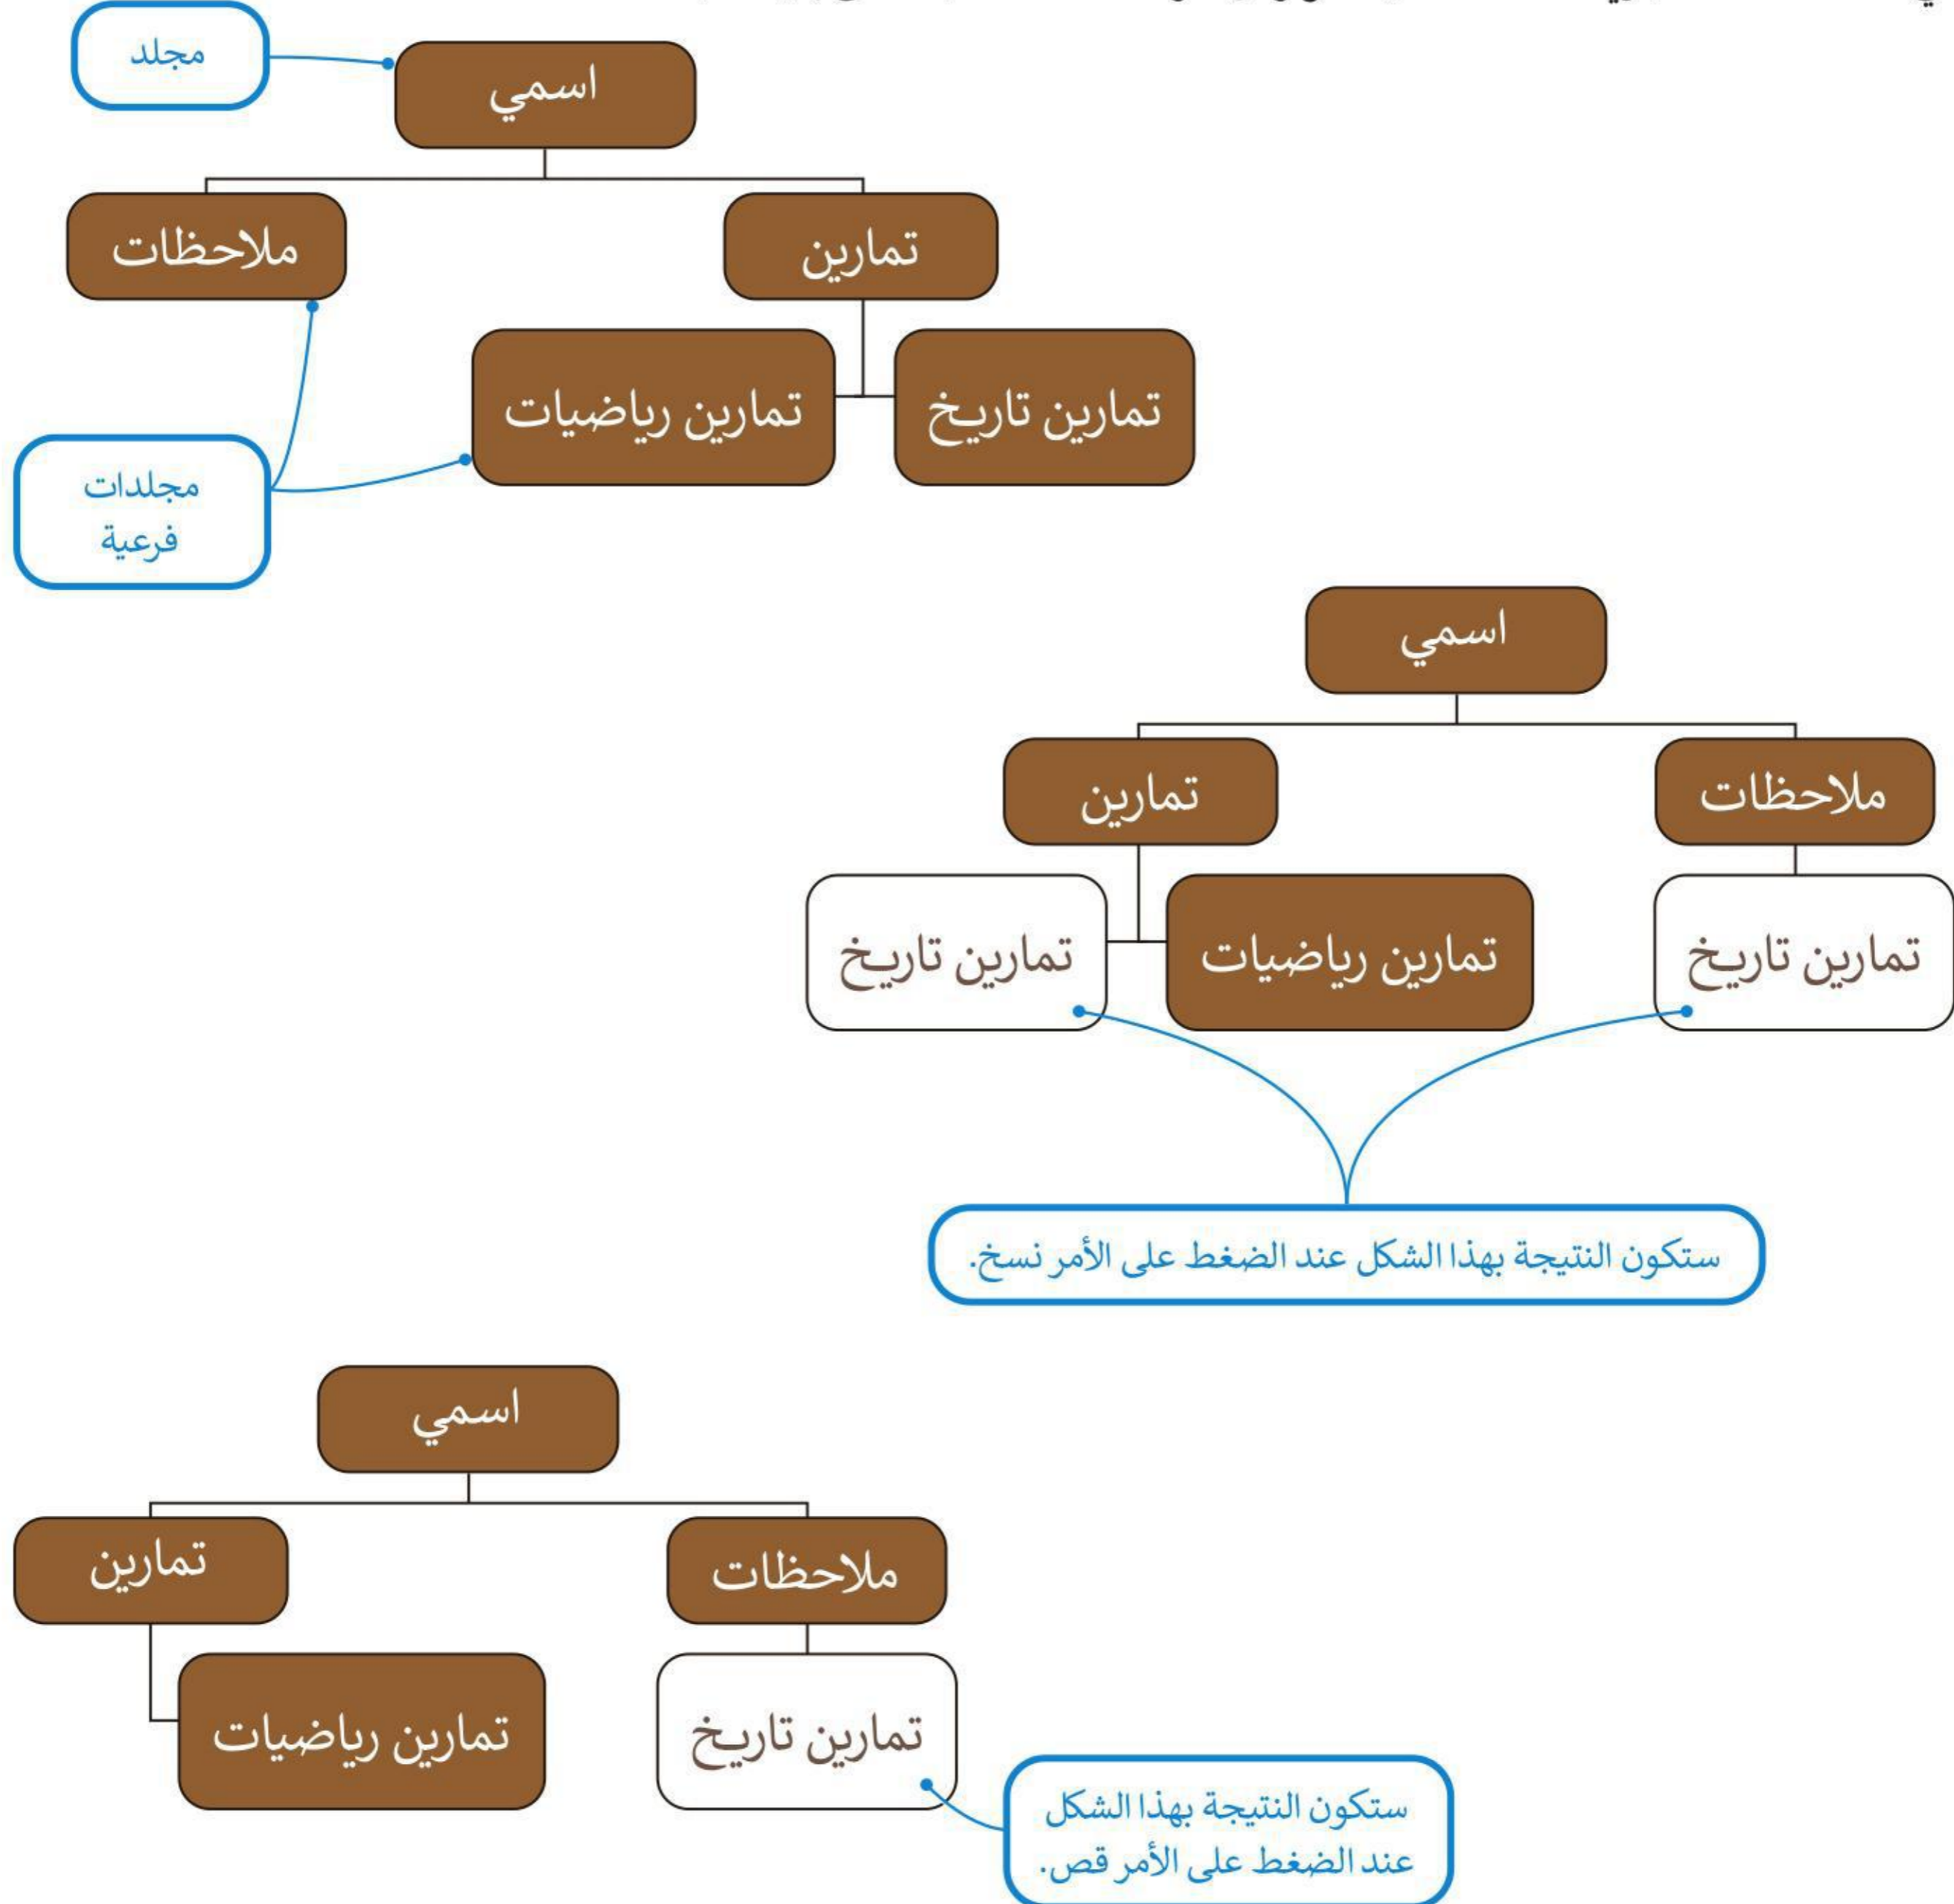 مجلد
اسمي
ملاحظات
تمارين
تمارين رياضيات
تمارين تاريخ
مجلدات
فرعية
اسمي
تمارين
ملاحظات
تمارين تاريخ
تمارين رياضيات
تمارين تاريخ
ستكون النتيجة بهذا الشكل عند الضغط على الأمر نسخ.
اسمي
تمارين
ملاحظات
تمارين رياضيات
تمارين تاريخ
ستكون النتيجة بهذا الشكل
عند الضغط على الأمر قص.